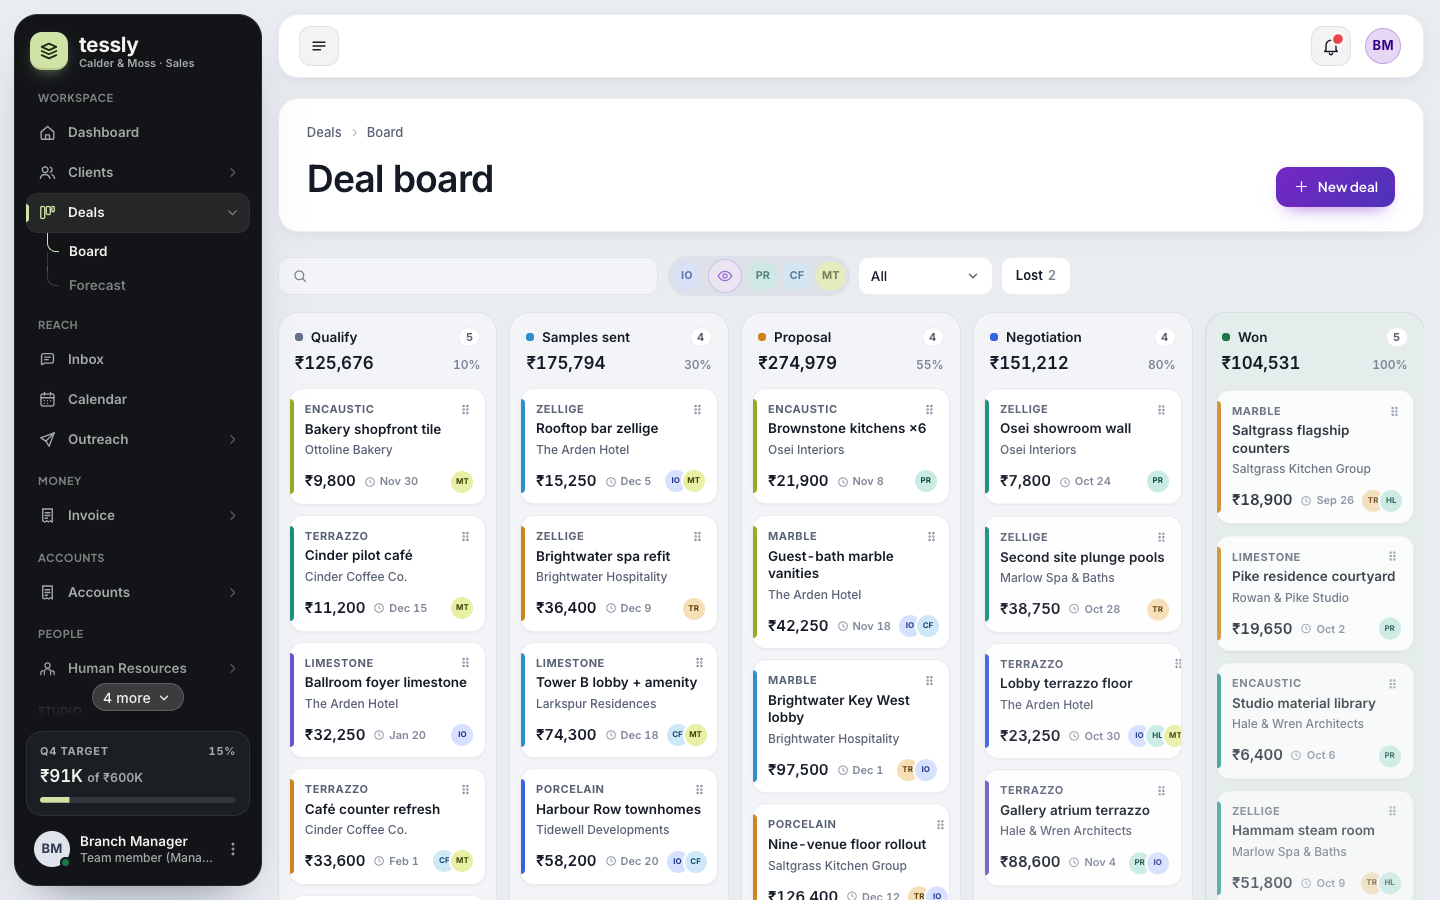 tessly
Calder & Moss · Sales
WORKSPACE
Dashboard
Clients
Deals
Board
Forecast
REACH
Inbox
Calendar
Outreach
MONEY
Invoice
ACCOUNTS
Accounts
PEOPLE
Human Resources
4 more
STUDIO
Q4 TARGET 15%
₹91K of ₹600K
BM Branch Manager
Team member (Mana...
BM
Deals > Board
Deal board
+ New deal
IO PR CF MT
All
Lost 2
Qualify 5
₹125,676 10%
ENCAUSTIC
Bakery shopfront tile
Ottoline Bakery
₹9,800 Nov 30 MT
TERRAZZO
Cinder pilot café
Cinder Coffee Co.
₹11,200 Dec 15 MT
LIMESTONE
Ballroom foyer limestone
The Arden Hotel
₹32,250 Jan 20 IO
TERRAZZO
Café counter refresh
Cinder Coffee Co.
₹33,600 Feb 1 CF MT
Samples sent 4
₹175,794 30%
ZELLIGE
Rooftop bar zellige
The Arden Hotel
₹15,250 Dec 5 IO MT
ZELLIGE
Brightwater spa refit
Brightwater Hospitality
₹36,400 Dec 9 TR
LIMESTONE
Tower B lobby + amenity
Larkspur Residences
₹74,300 Dec 18 CF MT
PORCELAIN
Harbour Row townhomes
Tidewell Developments
₹58,200 Dec 20 IO CF
Proposal 4
₹274,979 55%
ENCAUSTIC
Brownstone kitchens ×6
Osei Interiors
₹21,900 Nov 8 PR
MARBLE
Guest-bath marble
vanities
The Arden Hotel
₹42,250 Nov 18 IO CF
MARBLE
Brightwater Key West
lobby
Brightwater Hospitality
₹97,500 Dec 1 TR IO
PORCELAIN
Nine-venue floor rollout
Saltgrass Kitchen Group
₹126,400 Dec 12 TR IO
Negotiation 4
₹151,212 80%
ZELLIGE
Osei showroom wall
Osei Interiors
₹7,800 Oct 24 PR
ZELLIGE
Second site plunge pools
Marlow Spa & Baths
₹38,750 Oct 28 TR
TERRAZZO
Lobby terrazzo floor
The Arden Hotel
₹23,250 Oct 30 IO HL MT
TERRAZZO
Gallery atrium terrazzo
Hale & Wren Architects
₹88,600 Nov 4 PR IO
Won 5
₹104,531 100%
MARBLE
Saltgrass flagship
counters
Saltgrass Kitchen Group
₹18,900 Sep 26 TR HL
LIMESTONE
Pike residence courtyard
Rowan & Pike Studio
₹19,650 Oct 2 PR
ENCAUSTIC
Studio material library
Hale & Wren Architects
₹6,400 Oct 6 PR
ZELLIGE
Hammam steam room
Marlow Spa & Baths
₹51,800 Oct 9 TR HL